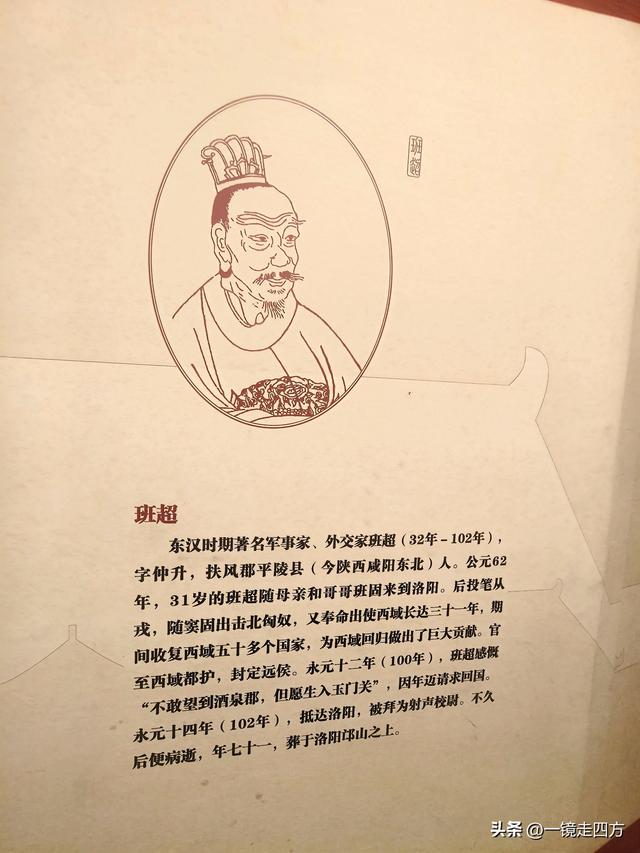 班超
班超
东汉时期著名军事家、外交家班超（32年-102年），
字仲升，扶风郡平陵县（今陕西咸阳东北）人。公元62
年，31岁的班超随母亲和哥哥班固来到洛阳。后投笔从
戎，随窦固出击北匈奴，又奉命出使西域长达三十一年，期
间收复西域五十多个国家，为西域回归做出了巨大贡献。官
至西域都护，封定远侯。永元十二年（100年），班超感慨
“不敢望到酒泉郡，但愿生入玉门关”，因年迈请求回国。
永元十四年（102年），抵达洛阳，被拜为射声校尉。不久
后便病逝，年七十一，葬于洛阳邙山之上。
头条 @一镜走四方